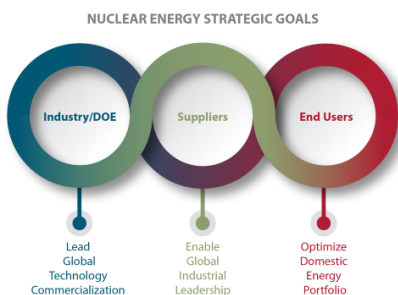 NUCLEAR ENERGY STRATEGIC GOALS
Industry/DOE
Suppliers
End Users
Lead
Global
Technology
Commercialization
Enable
Global
Industrial
Leadership
Optimize
Domestic
Energy
Portfolio